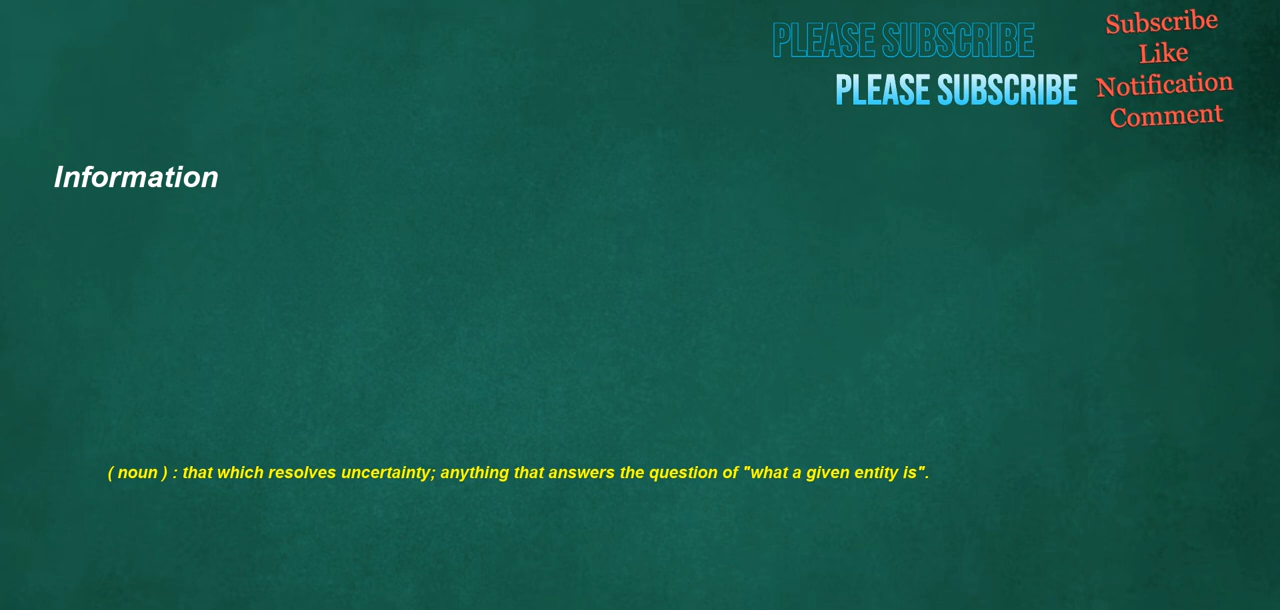 PLEASE SUBSCRIBE
PLEASE SUBSCRIBE
Subscribe
Like
Notification
Comment
Information
( noun ) : that which resolves uncertainty; anything that answers the question of "what a given entity is".